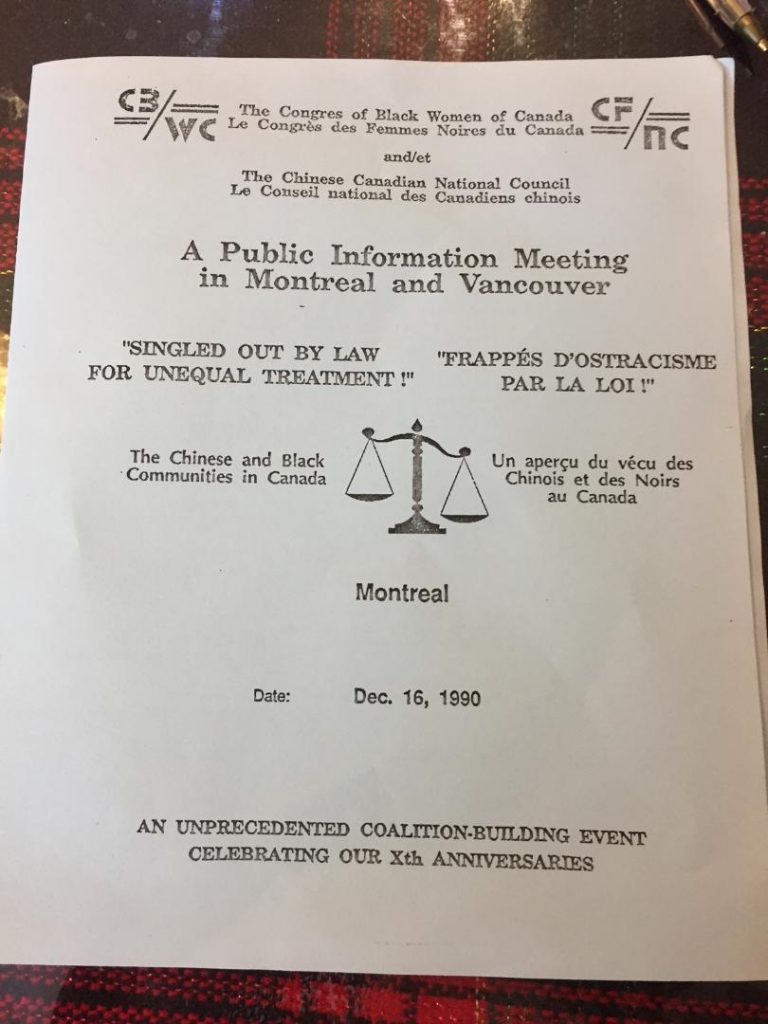 CB/WC
The Congres of Black Women of Canada
Le Congrès des Femmes Noires du Canada
CF/NC
and/et
The Chinese Canadian National Council
Le Conseil national des Canadiens chinois
A Public Information Meeting
in Montreal and Vancouver
"SINGLED OUT BY LAW
FOR UNEQUAL TREATMENT !"
"FRAPPÉS D'OSTRACISME
PAR LA LOI !"
The Chinese and Black
Communities in Canada
Un aperçu du vécu des
Chinois et des Noirs
au Canada
Montreal
Date: Dec. 16, 1990
AN UNPRECEDENTED COALITION-BUILDING EVENT
CELEBRATING OUR Xth ANNIVERSARIES